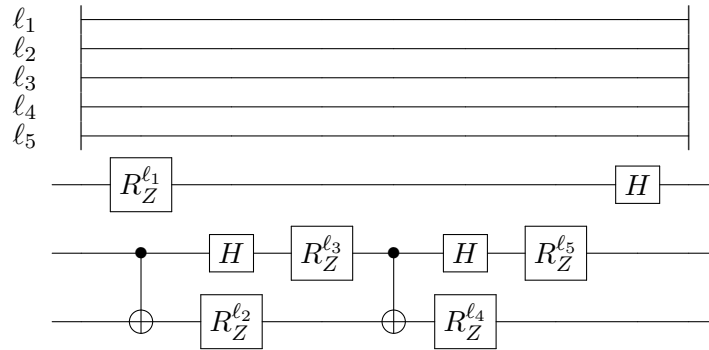 ℓ₁
ℓ₂
ℓ₃
ℓ₄
ℓ₅
R_Z^{ℓ₁} H
H R_Z^{ℓ₃} H R_Z^{ℓ₅}
R_Z^{ℓ₂} R_Z^{ℓ₄}